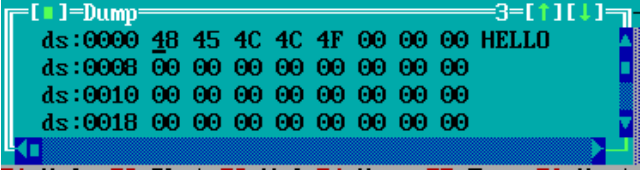 [■]=Dump 3=[↑][↓]
ds:0000 48 45 4C 4C 4F 00 00 00 HELLO
ds:0008 00 00 00 00 00 00 00 00
ds:0010 00 00 00 00 00 00 00 00
ds:0018 00 00 00 00 00 00 00 00